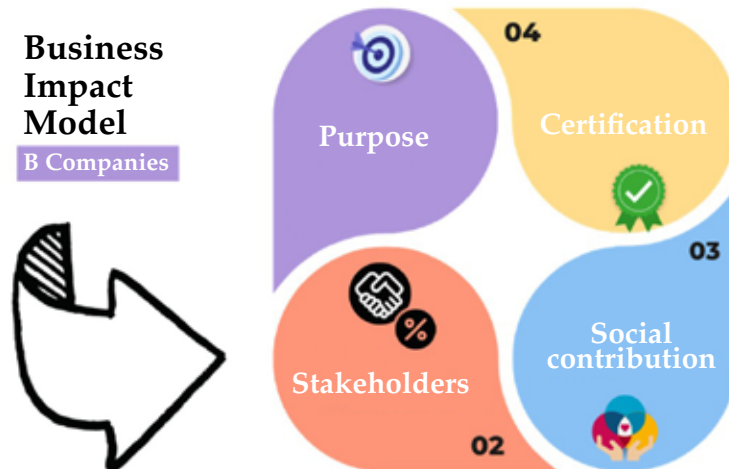 Business
Impact
Model
B Companies
Purpose
04
Certification
Stakeholders
%
02
03
Social
contribution